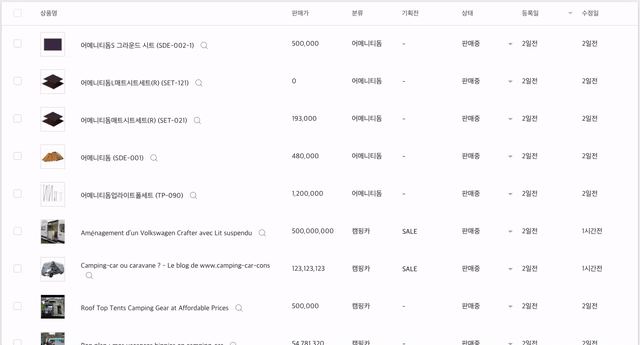 상품명 판매가 분류 기획전 상태 등록일 수정일
어메니티돔S 그라운드 시트 (SDE-002-1) 500,000 어메니티돔 - 판매중 2일전 2일전
어메니티돔L매트시트세트(R) (SET-121) 0 어메니티돔 - 판매중 2일전 2일전
어메니티돔매트시트세트(R) (SET-021) 193,000 어메니티돔 - 판매중 2일전 2일전
어메니티돔 (SDE-001) 480,000 어메니티돔 - 판매중 2일전 2일전
어메니티돔업라이트폴세트 (TP-090) 1,200,000 어메니티돔 - 판매중 2일전 2일전
Aménagement d'un Volkswagen Crafter avec Lit suspendu 500,000,000 캠핑카 SALE 판매중 2일전 1시간전
Camping-car ou caravane ? - Le blog de www.camping-car-cons 123,123,123 캠핑카 SALE 판매중 2일전 1시간전
Roof Top Tents Camping Gear at Affordable Prices 500,000 캠핑카 - 판매중 2일전 2일전
54,781,320 캠핑카 - 판매중 2일전 2일전